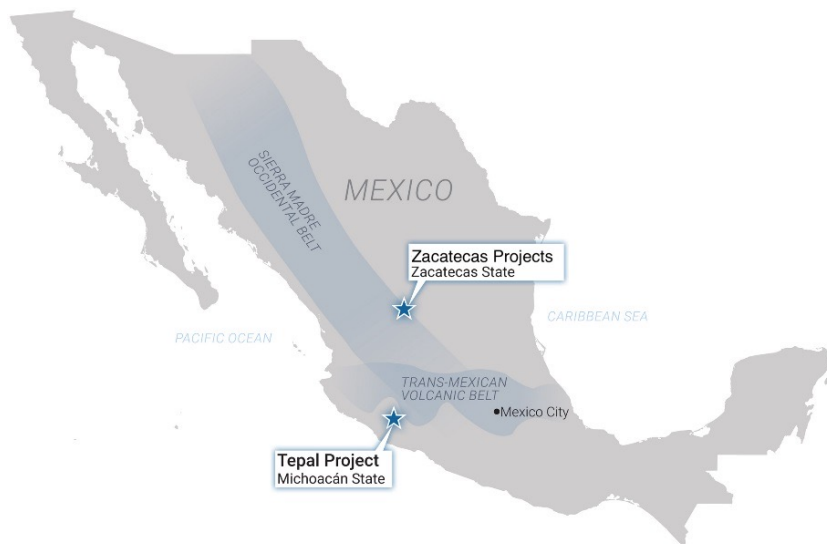 SIERRA MADRE
OCCIDENTAL BELT
MEXICO
Zacatecas Projects
Zacatecas State
PACIFIC OCEAN
CARIBBEAN SEA
TRANS-MEXICAN
VOLCANIC BELT
Mexico City
Tepal Project
Michoacán State